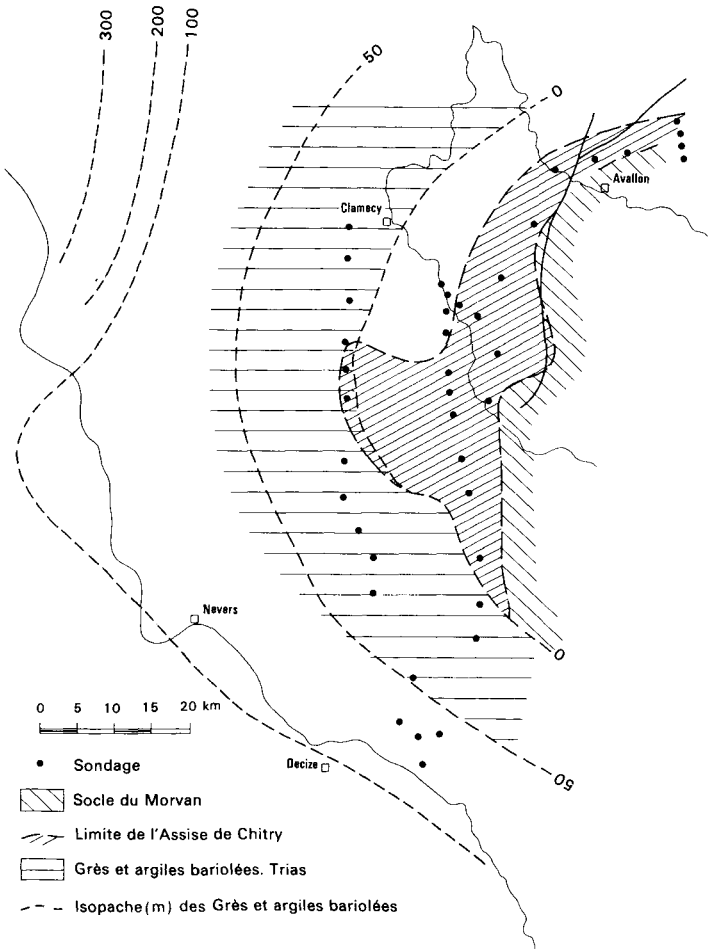 300
200
100
50
0
Avallon
Clamecy
Nevers
0
0 5 10 15 20 km
50
Decize
Sondage
Socle du Morvan
Limite de l'Assise de Chitry
Grès et argiles bariolées. Trias
Isopache (m) des Grès et argiles bariolées